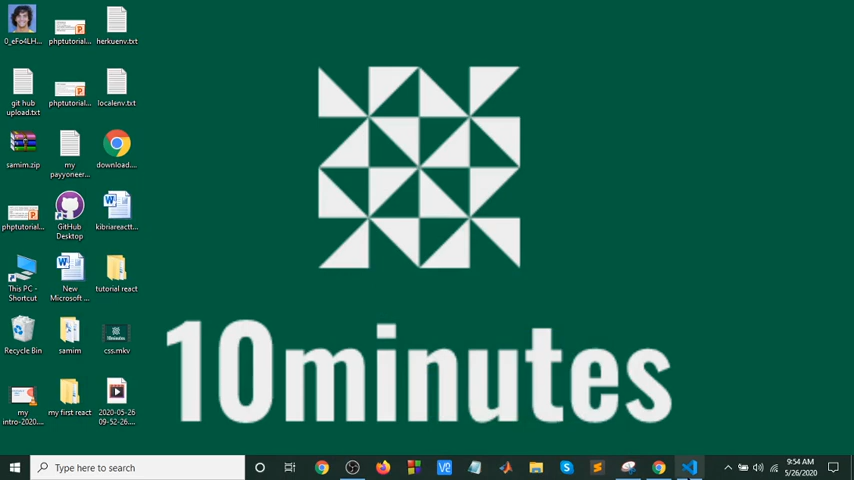 0_eFo4LH...
phptutorial...
herkuenv.txt
git hub
upload.txt
phptutorial...
localenv.txt
samim.zip
my
payyoneer...
download....
phptutorial...
GitHub
Desktop
kibriareactt...
This PC -
Shortcut
New
Microsoft ...
tutorial react
Recycle Bin
samim
css.mkv
my
intro-2020....
my first react
2020-05-26
09-52-26....
10minutes
Type here to search
9:54 AM
5/26/2020